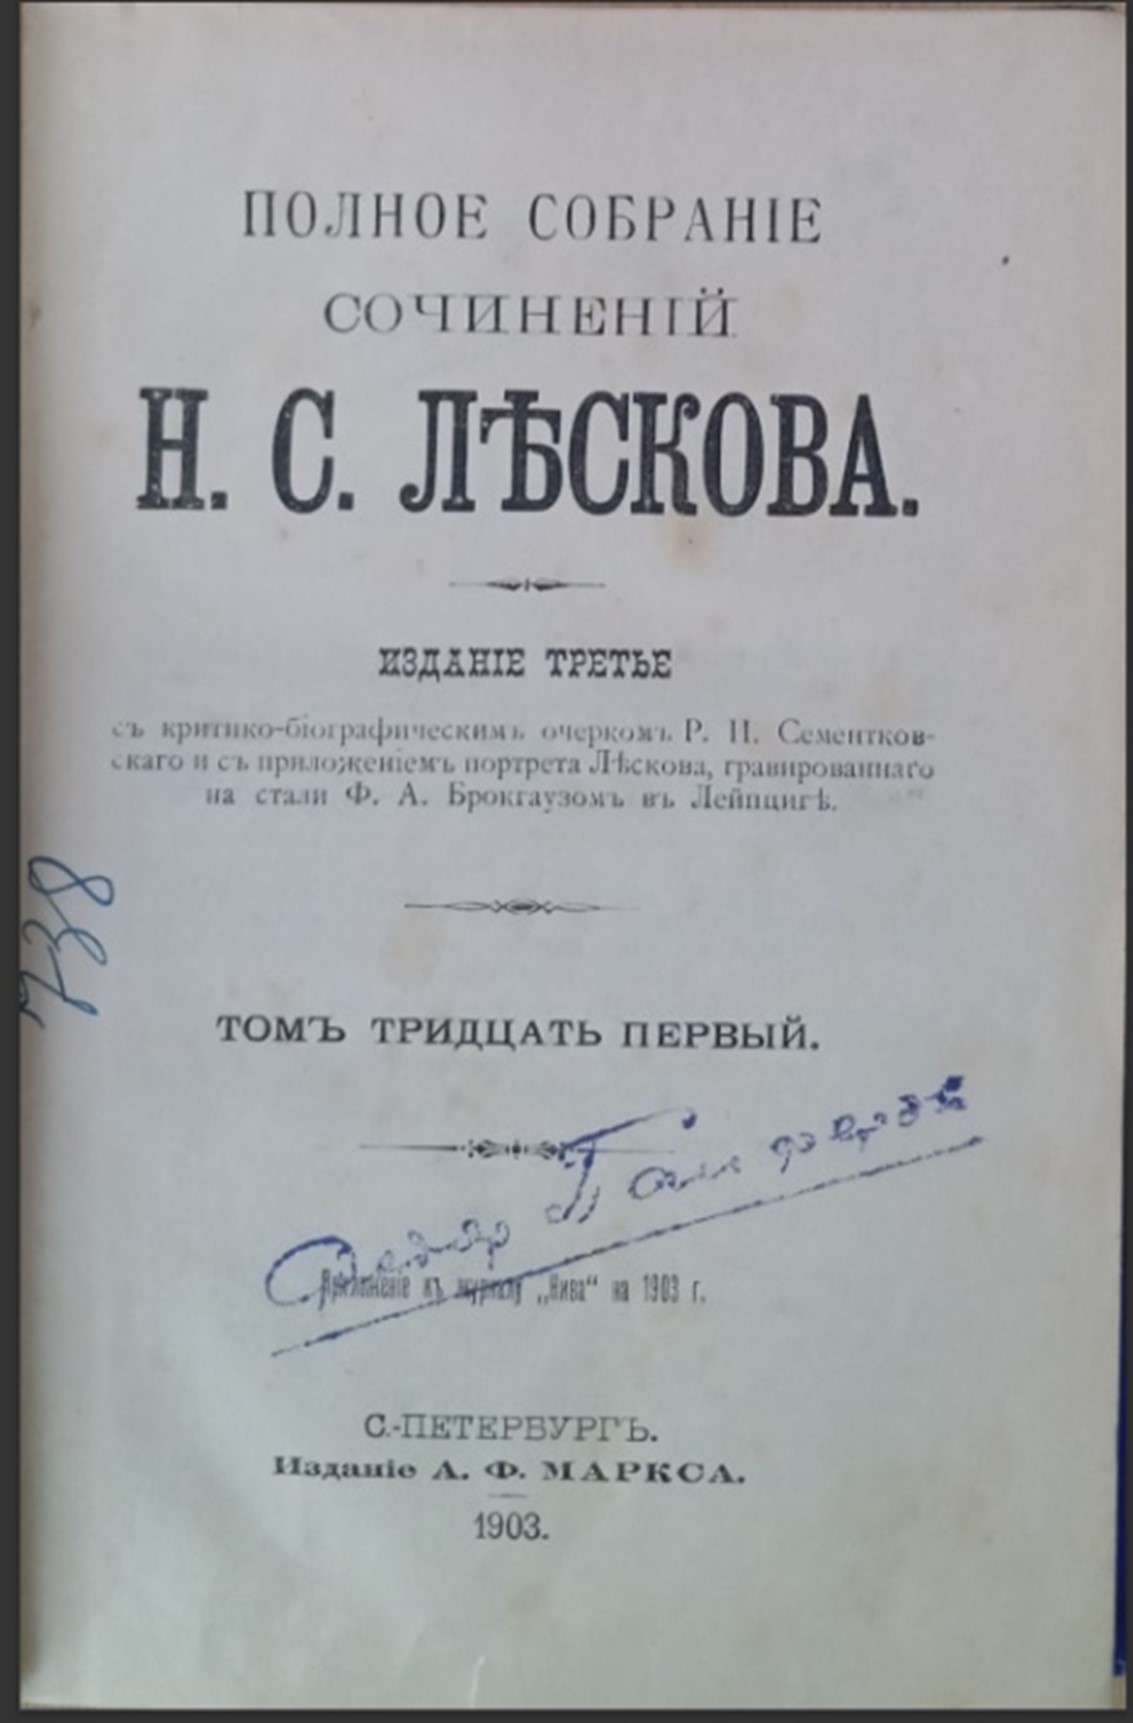 ПОЛНОЕ СОБРАНІЕ
СОЧИНЕНІЙ
Н. С. ЛѢСКОВА.
ИЗДАНІЕ ТРЕТЬЕ
съ критико-біографическимъ очеркомъ Р. И. Сементков-
скаго и съ приложеніемъ портрета Лѣскова, гравированнаго
на стали Ф. А. Брокгаузомъ въ Лейпцигѣ.
738
ТОМЪ ТРИДЦАТЬ ПЕРВЫЙ.
Приложеніе къ журналу „Нива“ на 1903 г.
С.-ПЕТЕРБУРГЪ.
Изданіе А. Ф. МАРКСА.
1903.